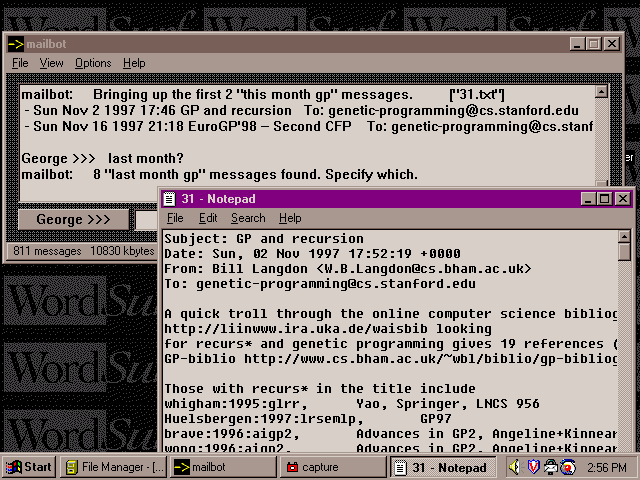 WordSurf
mailbot
File View Options Help
mailbot: Bringing up the first 2 "this month gp" messages. ["31.txt"]
- Sun Nov 2 1997 17:46 GP and recursion To: genetic-programming@cs.stanford.edu
- Sun Nov 16 1997 21:18 EuroGP'98 – Second CFP To: genetic-programming@cs.stanf
George >>> last month?
mailbot: 8 "last month gp" messages found. Specify which.
George >>>
811 messages 10830 kbytes
31 - Notepad
File Edit Search Help
Subject: GP and recursion
Date: Sun, 02 Nov 1997 17:52:19 +0000
From: Bill Langdon <W.B.Langdon@cs.bham.ac.uk>
To: genetic-programming@cs.stanford.edu
A quick troll through the online computer science bibliog
http://liinwww.ira.uka.de/waisbib looking
for recurs* and genetic programming gives 19 references (
GP-biblio http://www.cs.bham.ac.uk/~wbl/biblio/gp-bibliog
Those with recurs* in the title include
whigham:1995:glrr, Yao, Springer, LNCS 956
Huelsbergen:1997:lrsemlp, GP97
brave:1996:aigp2, Advances in GP2, Angeline+Kinnear
wong:1996:aigp2, Advances in GP2, Angeline+Kinnear
WordSurf
WordSurf
WordSurf
Start
File Manager - [...
mailbot
capture
31 - Notepad
2:56 PM